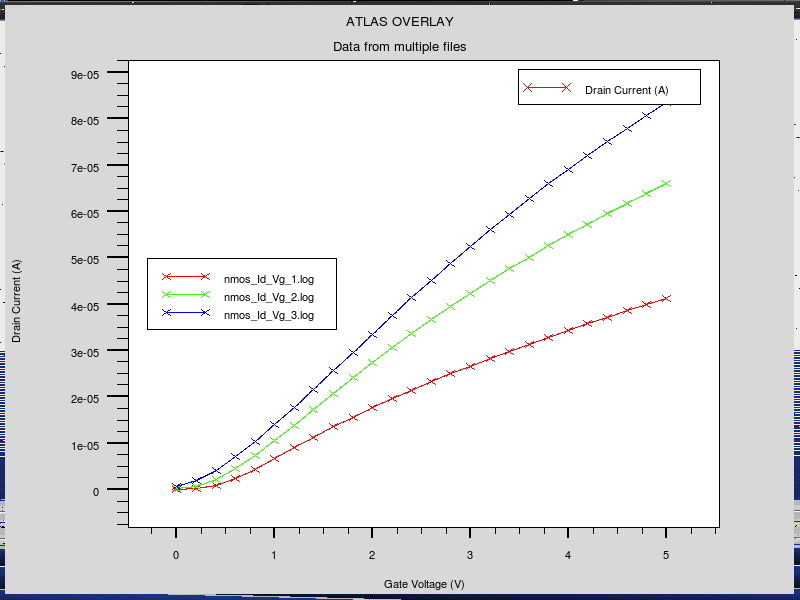 ATLAS OVERLAY
Data from multiple files
Drain Current (A)
9e-05
8e-05
7e-05
6e-05
5e-05
4e-05
3e-05
2e-05
1e-05
0
nmos_Id_Vg_1.log
nmos_Id_Vg_2.log
nmos_Id_Vg_3.log
Drain Current (A)
0 1 2 3 4 5
Gate Voltage (V)